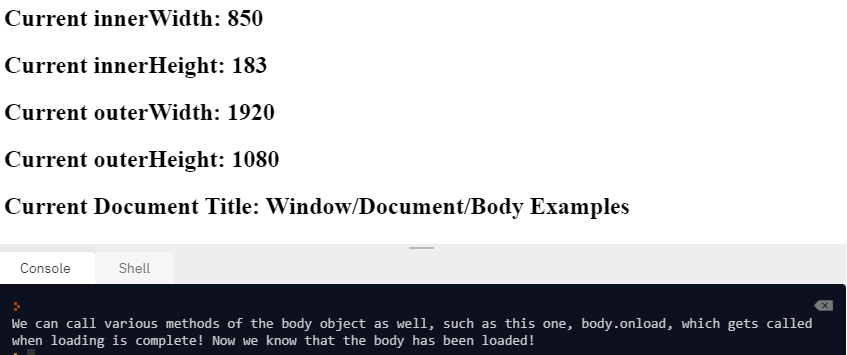 Current innerWidth: 850
Current innerHeight: 183
Current outerWidth: 1920
Current outerHeight: 1080
Current Document Title: Window/Document/Body Examples
Console Shell
We can call various methods of the body object as well, such as this one, body.onload, which gets called
when loading is complete! Now we know that the body has been loaded!